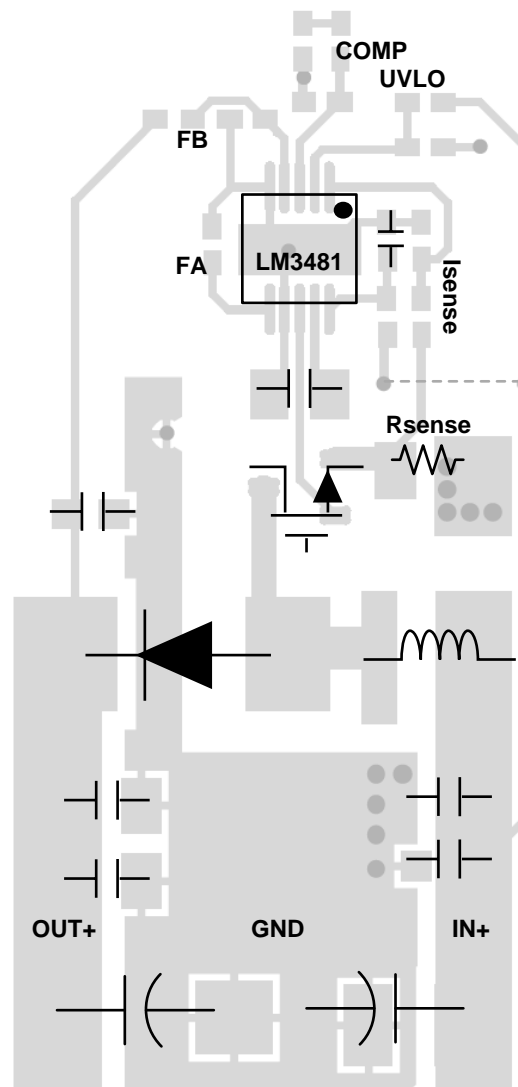 COMP
UVLO
FB
FA
LM3481
Isense
Rsense
OUT+
GND
IN+